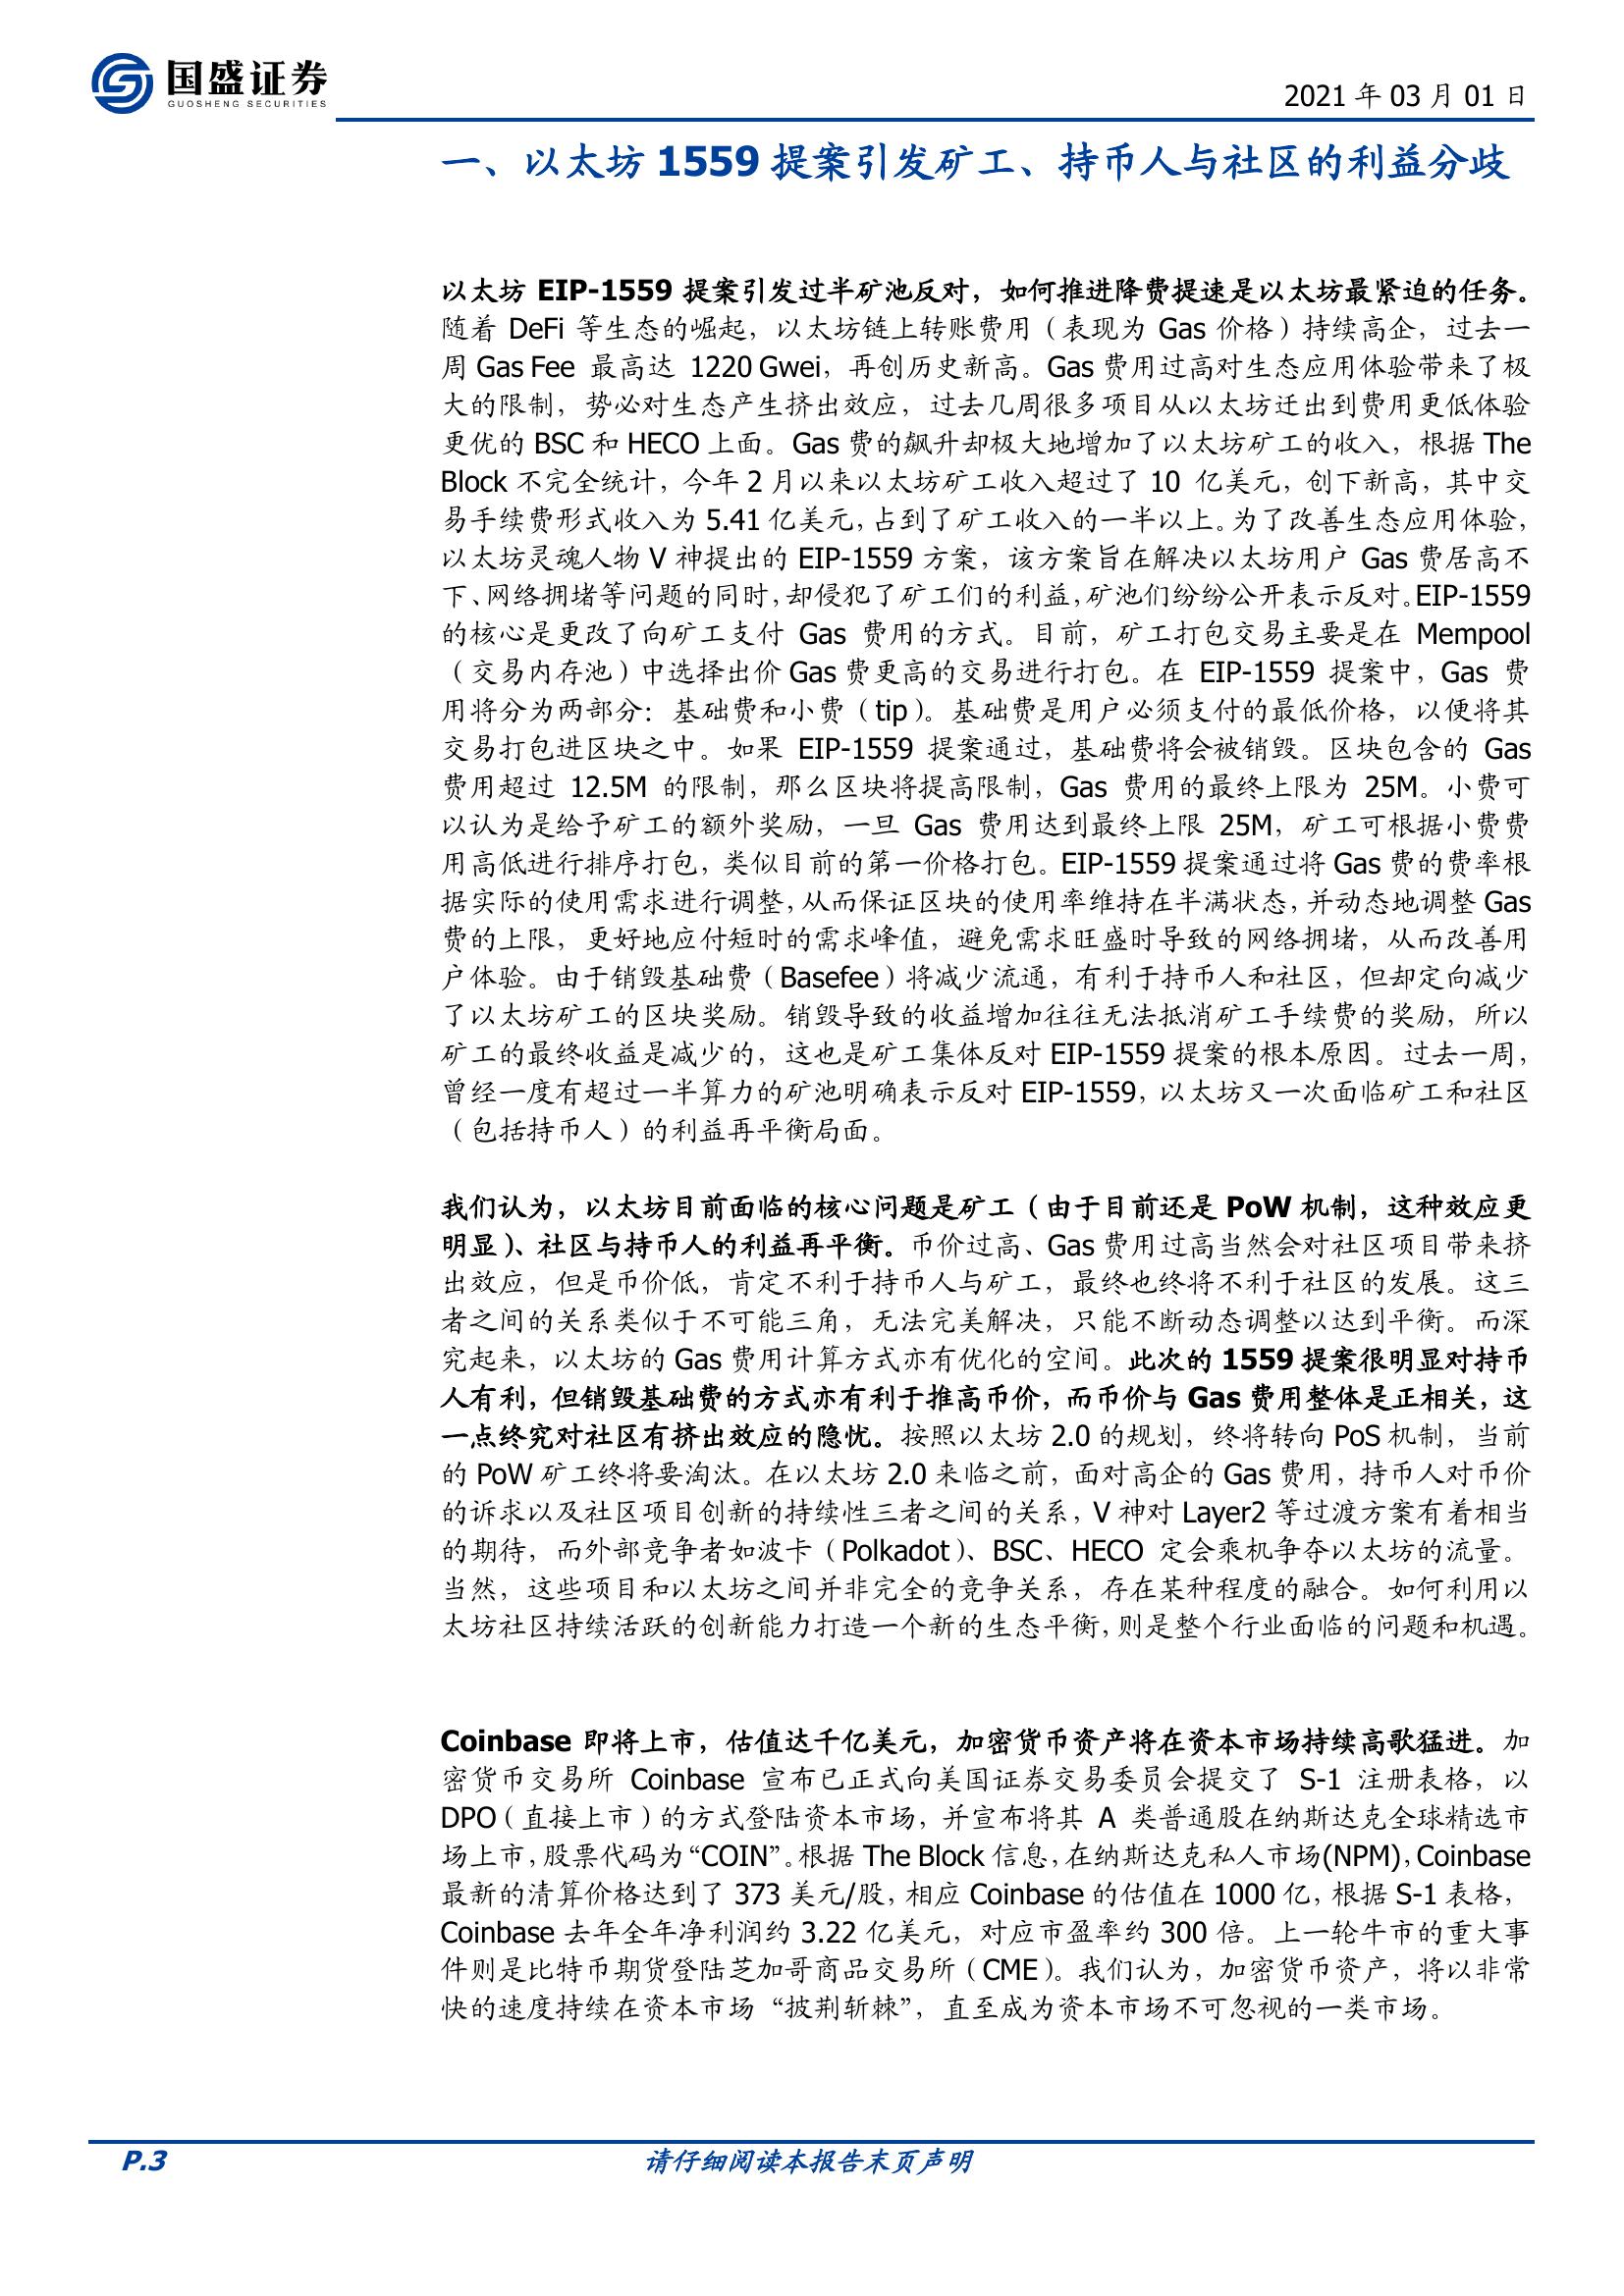 国盛证券
GUOSHENG SECURITIES
2021 年 03 月 01 日
一、以太坊 1559 提案引发矿工、持币人与社区的利益分歧
以太坊 EIP-1559 提案引发过半矿池反对，如何推进降费提速是以太坊最紧迫的任务。
随着 DeFi 等生态的崛起，以太坊链上转账费用（表现为 Gas 价格）持续高企，过去一
周 Gas Fee 最高达 1220 Gwei，再创历史新高。Gas 费用过高对生态应用体验带来了极
大的限制，势必对生态产生挤出效应，过去几周很多项目从以太坊迁出到费用更低体验
更优的 BSC 和 HECO 上面。Gas 费的飙升却极大地增加了以太坊矿工的收入，根据 The
Block 不完全统计，今年 2 月以来以太坊矿工收入超过了 10 亿美元，创下新高，其中交
易手续费形式收入为 5.41 亿美元，占到了矿工收入的一半以上。为了改善生态应用体验，
以太坊灵魂人物 V 神提出的 EIP-1559 方案，该方案旨在解决以太坊用户 Gas 费居高不
下、网络拥堵等问题的同时，却侵犯了矿工们的利益，矿池们纷纷公开表示反对。EIP-1559
的核心是更改了向矿工支付 Gas 费用的方式。目前，矿工打包交易主要是在 Mempool
（交易内存池）中选择出价 Gas 费更高的交易进行打包。在 EIP-1559 提案中，Gas 费
用将分为两部分：基础费和小费（tip）。基础费是用户必须支付的最低价格，以便将其
交易打包进区块之中。如果 EIP-1559 提案通过，基础费将会被销毁。区块包含的 Gas
费用超过 12.5M 的限制，那么区块将提高限制，Gas 费用的最终上限为 25M。小费可
以认为是给予矿工的额外奖励，一旦 Gas 费用达到最终上限 25M，矿工可根据小费费
用高低进行排序打包，类似目前的第一价格打包。EIP-1559 提案通过将 Gas 费的费率根
据实际的使用需求进行调整，从而保证区块的使用率维持在半满状态，并动态地调整 Gas
费的上限，更好地应付短时的需求峰值，避免需求旺盛时导致的网络拥堵，从而改善用
户体验。由于销毁基础费（Basefee）将减少流通，有利于持币人和社区，但却定向减少
了以太坊矿工的区块奖励。销毁导致的收益增加往往无法抵消矿工手续费的奖励，所以
矿工的最终收益是减少的，这也是矿工集体反对 EIP-1559 提案的根本原因。过去一周，
曾经一度有超过一半算力的矿池明确表示反对 EIP-1559，以太坊又一次面临矿工和社区
（包括持币人）的利益再平衡局面。
我们认为，以太坊目前面临的核心问题是矿工（由于目前还是 PoW 机制，这种效应更
明显）、社区与持币人的利益再平衡。币价过高、Gas 费用过高当然会对社区项目带来挤
出效应，但是币价低，肯定不利于持币人与矿工，最终也终将不利于社区的发展。这三
者之间的关系类似于不可能三角，无法完美解决，只能不断动态调整以达到平衡。而深
究起来，以太坊的 Gas 费用计算方式亦有优化的空间。此次的 1559 提案很明显对持币
人有利，但销毁基础费的方式亦有利于推高币价，而币价与 Gas 费用整体是正相关，这
一点终究对社区有挤出效应的隐忧。按照以太坊 2.0 的规划，终将转向 PoS 机制，当前
的 PoW 矿工终将要淘汰。在以太坊 2.0 来临之前，面对高企的 Gas 费用，持币人对币价
的诉求以及社区项目创新的持续性三者之间的关系，V 神对 Layer2 等过渡方案有着相当
的期待，而外部竞争者如波卡（Polkadot）、BSC、HECO 定会乘机争夺以太坊的流量。
当然，这些项目和以太坊之间并非完全的竞争关系，存在某种程度的融合。如何利用以
太坊社区持续活跃的创新能力打造一个新的生态平衡，则是整个行业面临的问题和机遇。
Coinbase 即将上市，估值达千亿美元，加密货币资产将在资本市场持续高歌猛进。加
密货币交易所 Coinbase 宣布已正式向美国证券交易委员会提交了 S-1 注册表格，以
DPO（直接上市）的方式登陆资本市场，并宣布将其 A 类普通股在纳斯达克全球精选市
场上市，股票代码为“COIN”。根据 The Block 信息，在纳斯达克私人市场(NPM)，Coinbase
最新的清算价格达到了 373 美元/股，相应 Coinbase 的估值在 1000 亿，根据 S-1 表格，
Coinbase 去年全年净利润约 3.22 亿美元，对应市盈率约 300 倍。上一轮牛市的重大事
件则是比特币期货登陆芝加哥商品交易所（CME）。我们认为，加密货币资产，将以非常
快的速度持续在资本市场“披荆斩棘”，直至成为资本市场不可忽视的一类市场。
P.3
请仔细阅读本报告末页声明